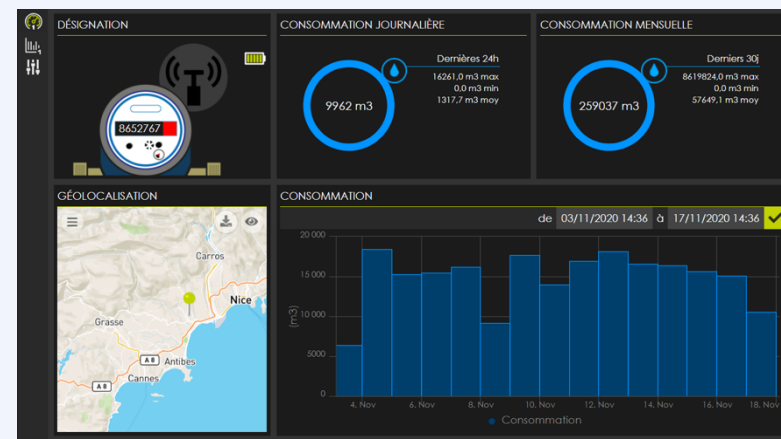 DÉSIGNATION
8652767
CONSOMMATION JOURNALIÈRE
9962 m3
Dernières 24h
16261,0 m3 max
0,0 m3 min
1317,7 m3 moy
CONSOMMATION MENSUELLE
259037 m3
Derniers 30j
8619824,0 m3 max
0,0 m3 min
57649,1 m3 moy
GÉOLOCALISATION
Carros
Nice
Grasse
A 8
Antibes
A 8
Cannes
CONSOMMATION
de 03/11/2020 14:36 à 17/11/2020 14:36
20 000
15 000
10 000
5000
0
(m3)
4. Nov 6. Nov 8. Nov 10. Nov 12. Nov 14. Nov 16. Nov 18. Nov
Consommation